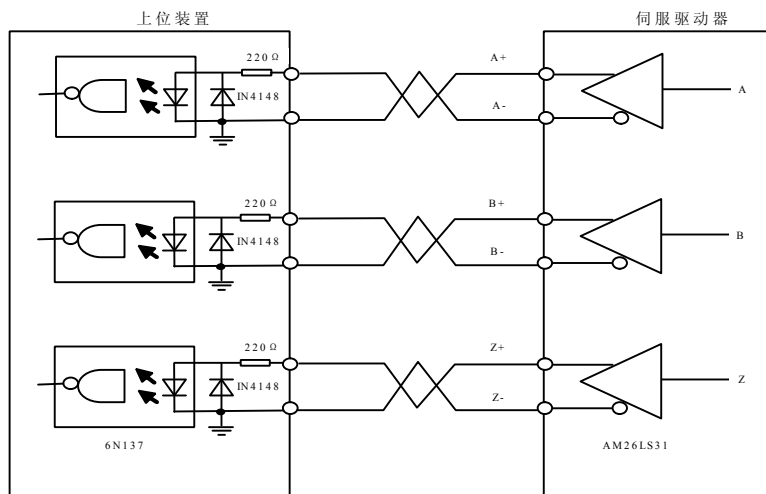 上位装置
伺服驱动器
220Ω
IN4148
A+
A-
A
220Ω
IN4148
B+
B-
B
220Ω
IN4148
Z+
Z-
Z
6N137
AM26LS31